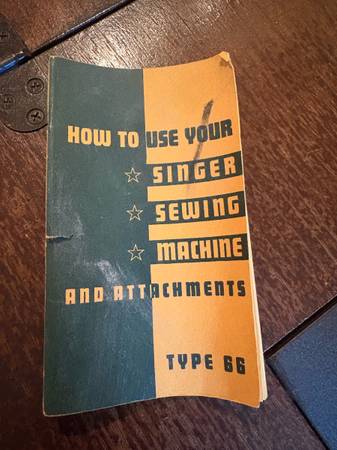 HOW TO USE YOUR
☆ SINGER
☆ SEWING
☆ MACHINE
AND ATTACHMENTS
TYPE 66